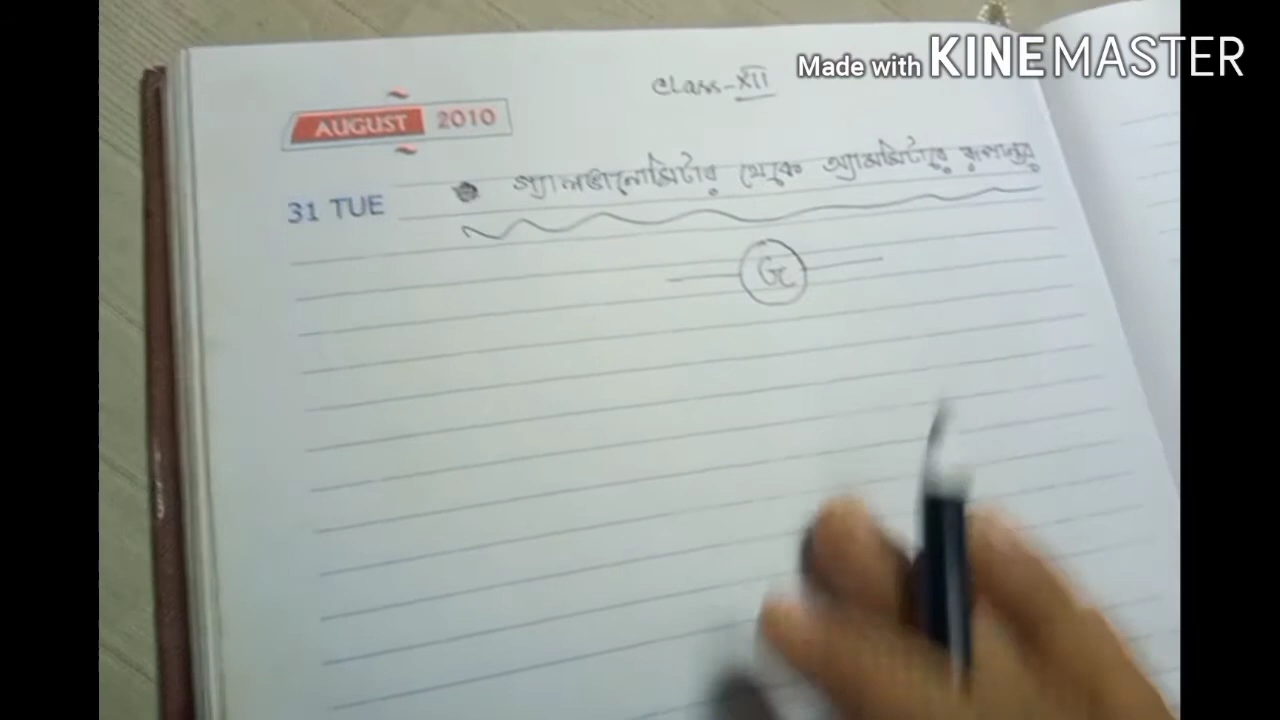 Made with KINEMASTER
Class-XII
AUGUST 2010
গ্যালভানোমিটার থেকে অ্যামমিটারে রূপান্তর
31 TUE
G